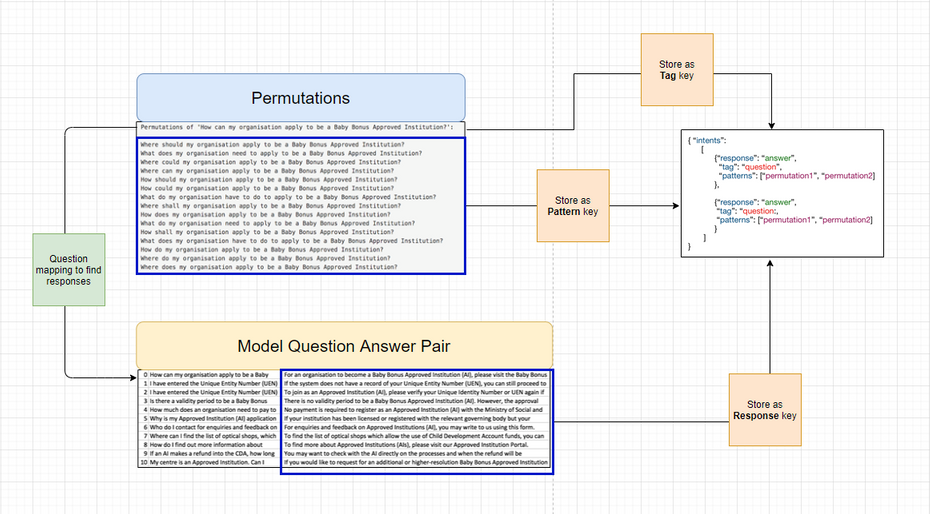 Permutations
Permutations of 'How can my organisation apply to be a Baby Bonus Approved Institution?':
Where should my organisation apply to be a Baby Bonus Approved Institution?
What does my organisation need to apply to be a Baby Bonus Approved Institution?
Where could my organisation apply to be a Baby Bonus Approved Institution?
Where can my organisation apply to be a Baby Bonus Approved Institution?
How should my organisation apply to be a Baby Bonus Approved Institution?
How could my organisation apply to be a Baby Bonus Approved Institution?
What do my organisation have to do to apply to be a Baby Bonus Approved Institution?
Where shall my organisation apply to be a Baby Bonus Approved Institution?
How does my organisation apply to be a Baby Bonus Approved Institution?
What do my organisation need to apply to be a Baby Bonus Approved Institution?
How shall my organisation apply to be a Baby Bonus Approved Institution?
What does my organisation have to do to apply to be a Baby Bonus Approved Institution?
How do my organisation apply to be a Baby Bonus Approved Institution?
Where do my organisation apply to be a Baby Bonus Approved Institution?
Where does my organisation apply to be a Baby Bonus Approved Institution?
Store as
Tag key
Store as
Pattern key
{ "intents":
[
{"response": "answer",
"tag": "question",
"patterns": ["permutation1", "permutation2]
},
{"response": "answer",
"tag": "question:,
"patterns": ["permutation1", "permutation2]
}
]
}
Question
mapping to find
responses
Model Question Answer Pair
0 How can my organisation apply to be a Baby For an organisation to become a Baby Bonus Approved Institution (AI), please visit the Baby Bonus
1 I have entered the Unique Entity Number (UEN) If the system does not have a record of your Unique Entity Number (UEN), you can still proceed to
2 I have entered the Unique Entity Number (UEN) To join as an Approved Institution (AI), please verify your Unique Identity Number or UEN again if
3 Is there a validity period to be a Baby Bonus There is no validity period to be a Baby Bonus Approved Institution (AI). However, the approval
4 How much does an organisation need to pay to No payment is required to register as an Approved Institution (AI) with the Ministry of Social and
5 Why is my Approved Institution (AI) application If your institution has been licensed or registered with the relevant governing body but your
6 Who do I contact for enquiries and feedback on For enquiries and feedback on Approved Institutions (AI), you may write to us using this form.
7 Where can I find the list of optical shops, which To find the list of optical shops which allow the use of Child Development Account funds, you can
8 How do I find out more information about To find more about Approved Institutions (AIs), please visit our Approved Institution Portal.
9 If an AI makes a refund into the CDA, how long You may want to check with the AI directly on the processes and when the refund will be
10 My centre is an Approved Institution. Can I If you would like to request for an additional or higher-resolution Baby Bonus Approved Institution
Store as
Response key